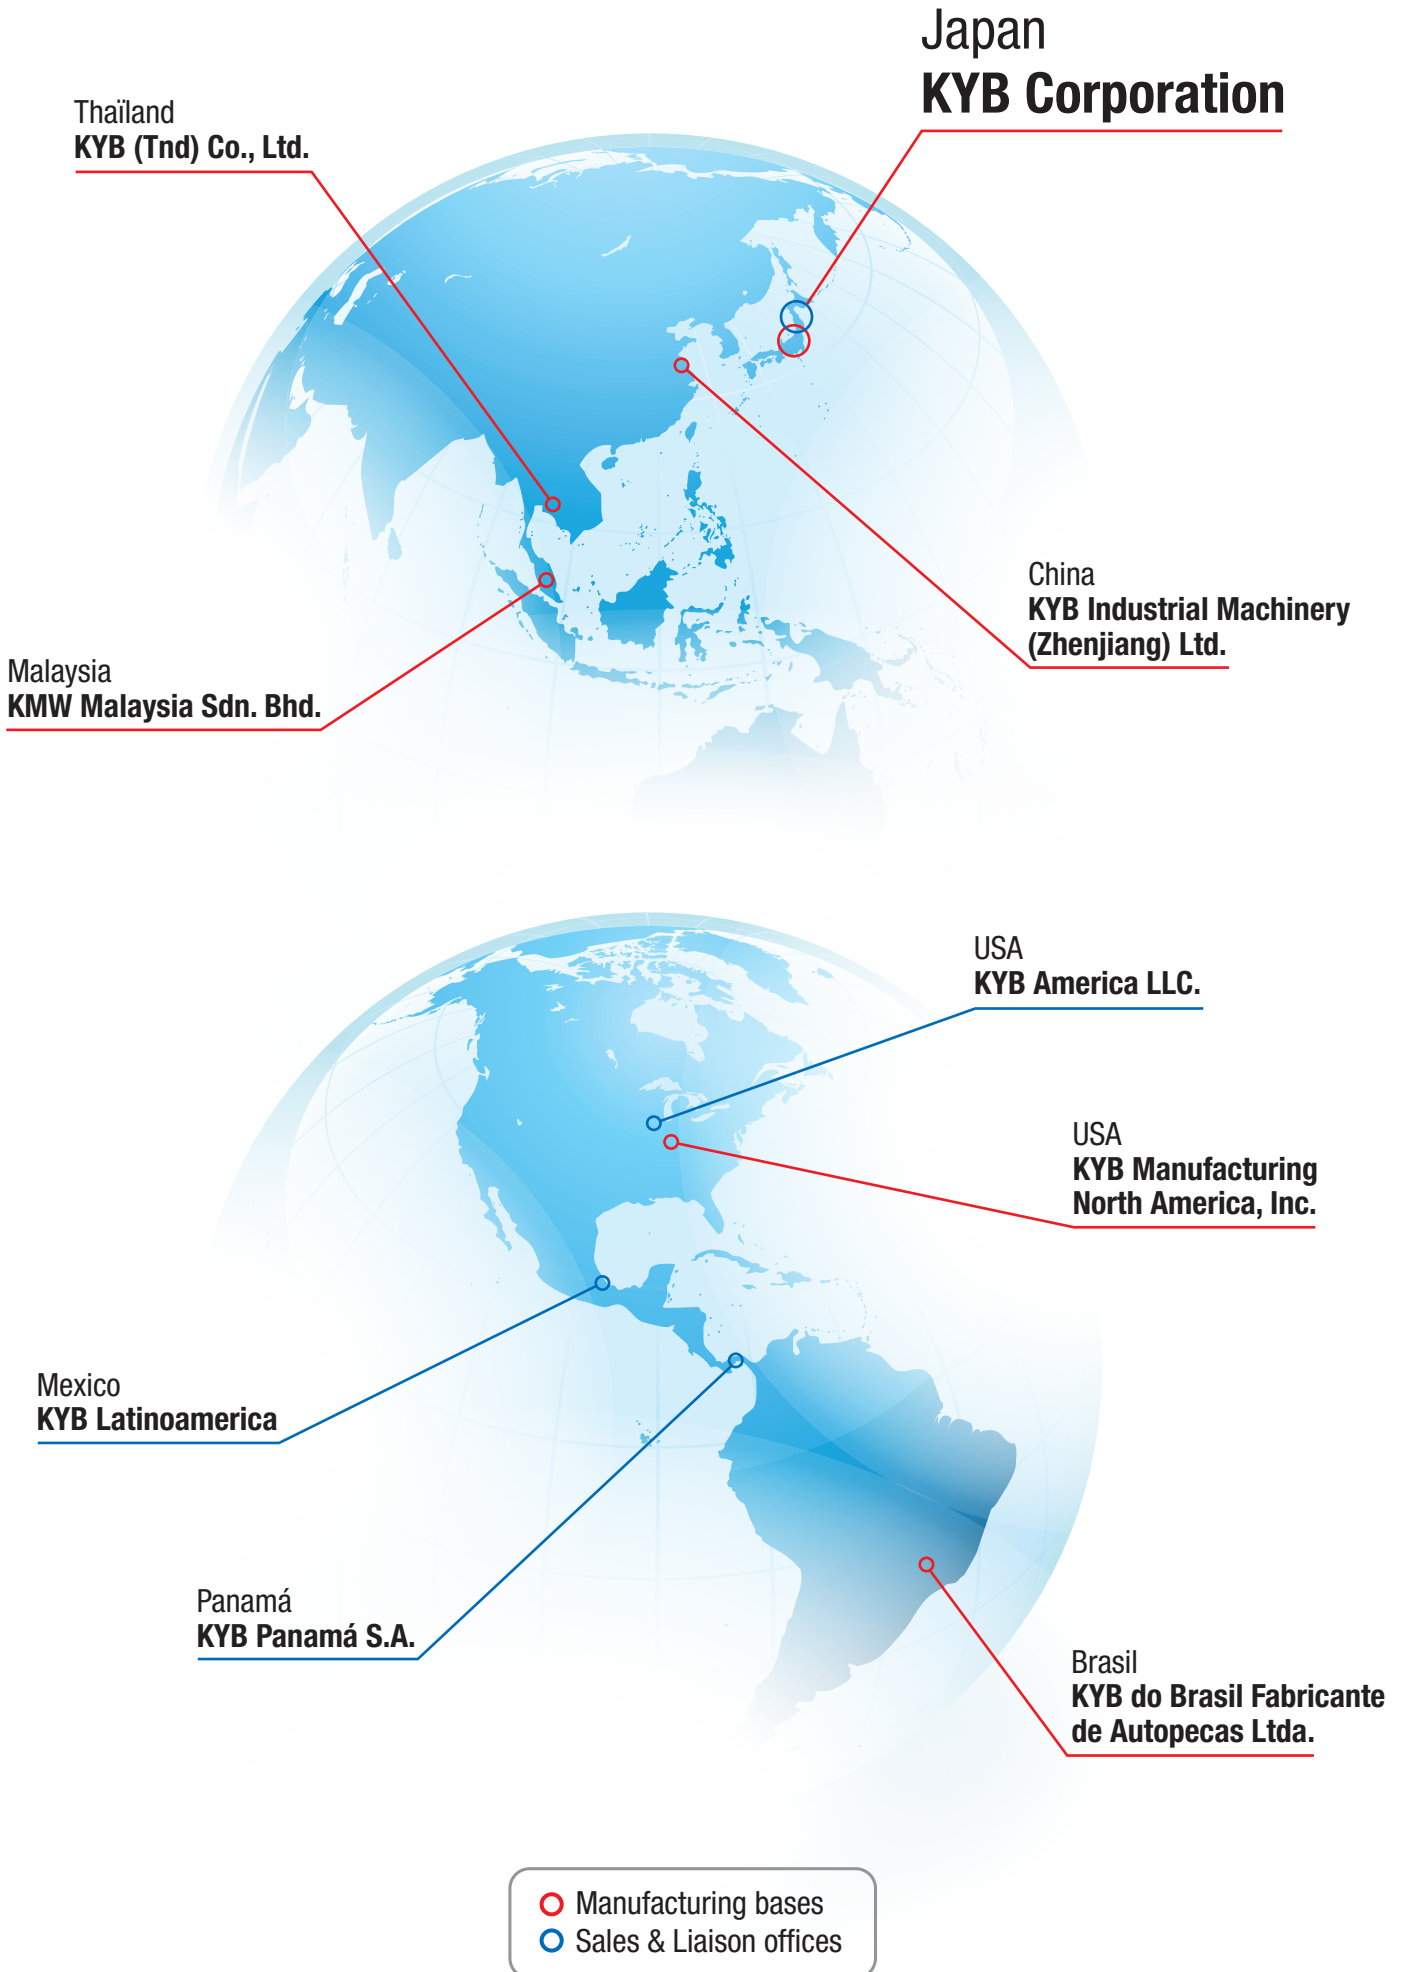 Japan
KYB Corporation
Thaïland
KYB (Tnd) Co., Ltd.
China
KYB Industrial Machinery
(Zhenjiang) Ltd.
Malaysia
KMW Malaysia Sdn. Bhd.
USA
KYB America LLC.
USA
KYB Manufacturing
North America, Inc.
Mexico
KYB Latinoamerica
Panamá
KYB Panamá S.A.
Brasil
KYB do Brasil Fabricante
de Autopecas Ltda.
Manufacturing bases
Sales & Liaison offices